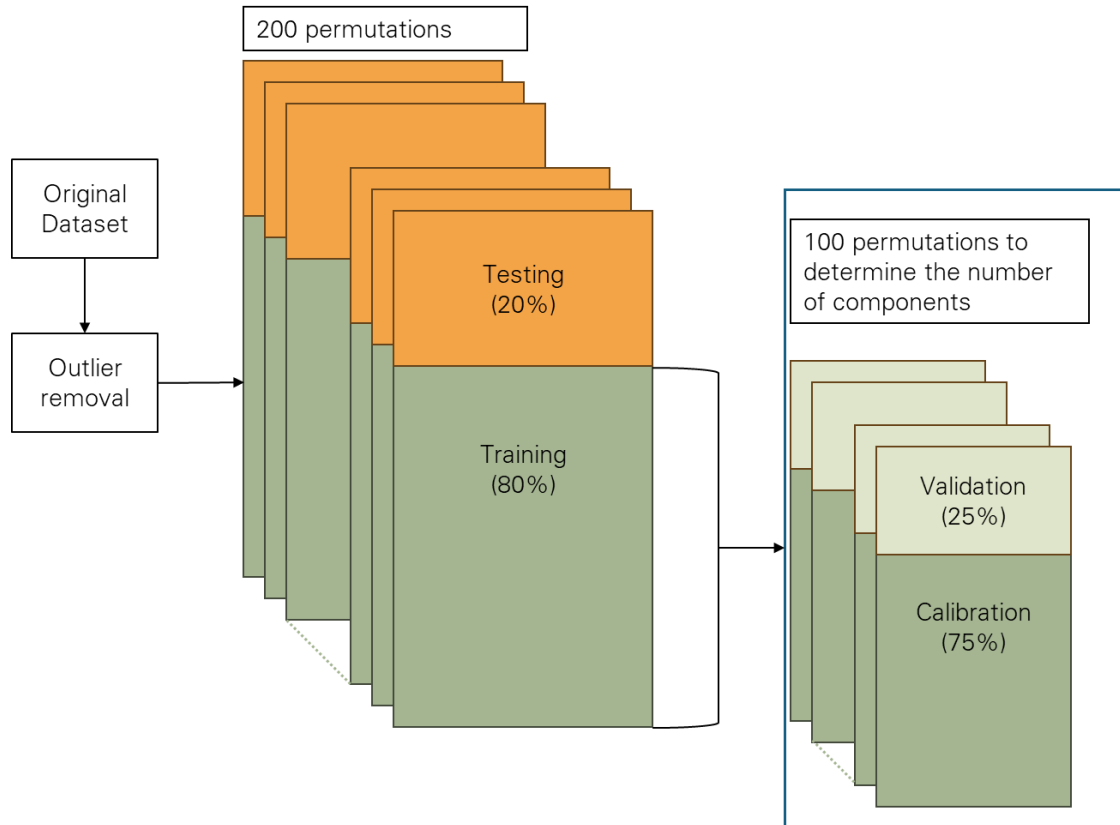 200 permutations
Original
Dataset
Outlier
removal
Testing
(20%)
Training
(80%)
100 permutations to
determine the number
of components
Validation
(25%)
Calibration
(75%)